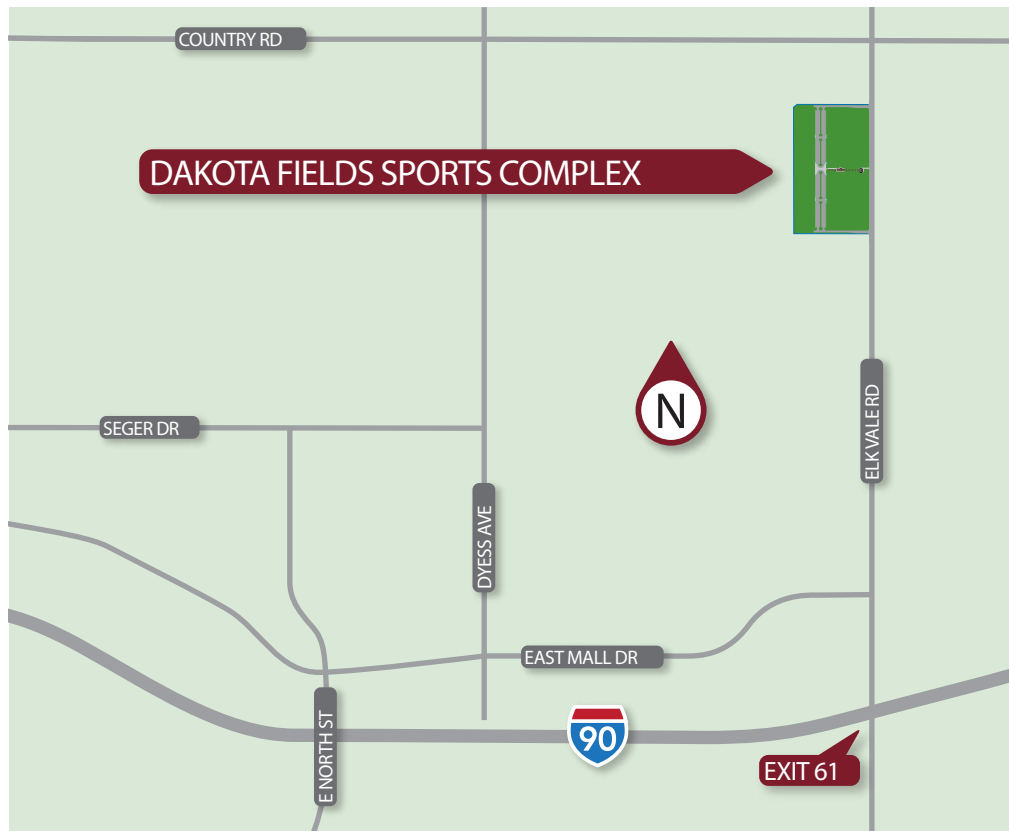 COUNTRY RD
DAKOTA FIELDS SPORTS COMPLEX
N
ELK VALE RD
SEGER DR
DYESS AVE
EAST MALL DR
E NORTH ST
90
EXIT 61